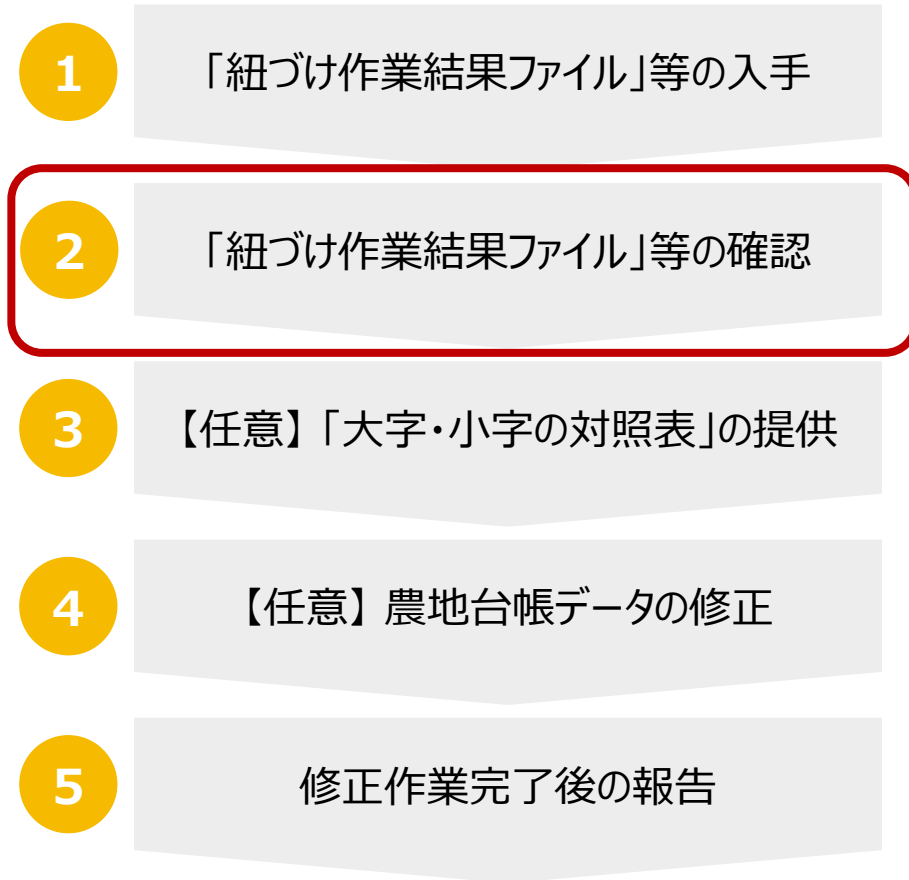 1
「紐づけ作業結果ファイル」等の入手
2
「紐づけ作業結果ファイル」等の確認
3
【任意】「大字・小字の対照表」の提供
4
【任意】農地台帳データの修正
5
修正作業完了後の報告